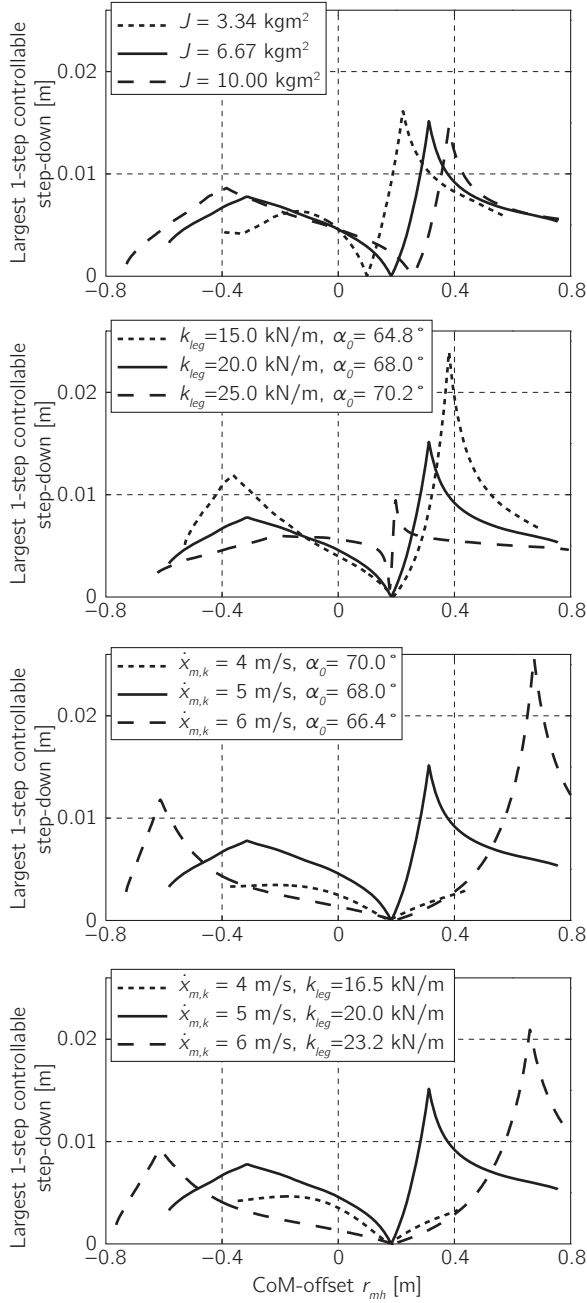 J = 3.34 kgm²
J = 6.67 kgm²
J = 10.00 kgm²
Largest 1-step controllable
step-down [m]
0.02
0.01
0
−0.8
−0.4
0
0.4
0.8
k_leg=15.0 kN/m, α₀= 64.8°
k_leg=20.0 kN/m, α₀= 68.0°
k_leg=25.0 kN/m, α₀= 70.2°
Largest 1-step controllable
step-down [m]
0.02
0.01
0
−0.8
−0.4
0
0.4
0.8
ẋ_m,k = 4 m/s, α₀= 70.0°
ẋ_m,k = 5 m/s, α₀= 68.0°
ẋ_m,k = 6 m/s, α₀= 66.4°
Largest 1-step controllable
step-down [m]
0.02
0.01
0
−0.8
−0.4
0
0.4
0.8
ẋ_m,k = 4 m/s, k_leg=16.5 kN/m
ẋ_m,k = 5 m/s, k_leg=20.0 kN/m
ẋ_m,k = 6 m/s, k_leg=23.2 kN/m
Largest 1-step controllable
step-down [m]
0.02
0.01
0
−0.8
−0.4
0
0.4
0.8
CoM-offset r_mh [m]